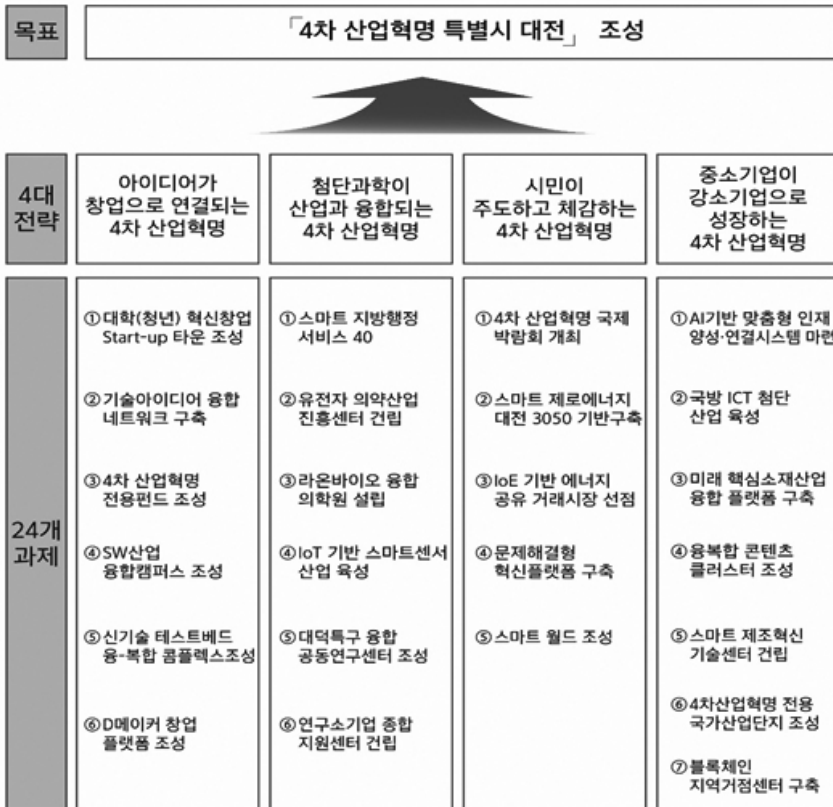 목표
「4차 산업혁명 특별시 대전」 조성
4대
전략
아이디어가
창업으로 연결되는
4차 산업혁명
첨단과학이
산업과 융합되는
4차 산업혁명
시민이
주도하고 체감하는
4차 산업혁명
중소기업이
강소기업으로
성장하는
4차 산업혁명
24개
과제
①대학(청년) 혁신창업
Start-up 타운 조성
②기술아이디어 융합
네트워크 구축
③4차 산업혁명
전용펀드 조성
④SW산업
융합캠퍼스 조성
⑤신기술 테스트베드
융-복합 콤플렉스조성
⑥D메이커 창업
플랫폼 조성
①스마트 지방행정
서비스 40
②유전자 의약산업
진흥센터 건립
③라온바이오 융합
의학원 설립
④IoT 기반 스마트센서
산업 육성
⑤대덕특구 융합
공동연구센터 조성
⑥연구소기업 종합
지원센터 건립
①4차 산업혁명 국제
박람회 개최
②스마트 제로에너지
대전 3050 기반구축
③IoE 기반 에너지
공유 거래시장 선점
④문제해결형
혁신플랫폼 구축
⑤스마트 월드 조성
①AI기반 맞춤형 인재
양성·연결시스템 마련
②국방 ICT 첨단
산업 육성
③미래 핵심소재산업
융합 플랫폼 구축
④융복합 콘텐츠
클러스터 조성
⑤스마트 제조혁신
기술센터 건립
⑥4차산업혁명 전용
국가산업단지 조성
⑦블록체인
지역거점센터 구축